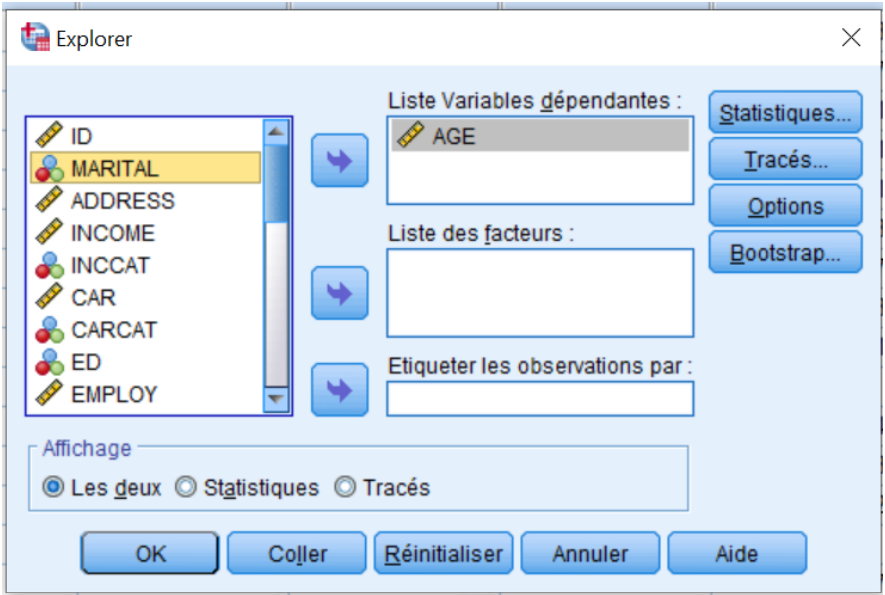 Explorer
ID
MARITAL
ADDRESS
INCOME
INCCAT
CAR
CARCAT
ED
EMPLOY
Liste Variables dépendantes :
AGE
Liste des facteurs :
Etiqueter les observations par :
Statistiques...
Tracés...
Options
Bootstrap...
Affichage
Les deux Statistiques Tracés
OK Coller Réinitialiser Annuler Aide